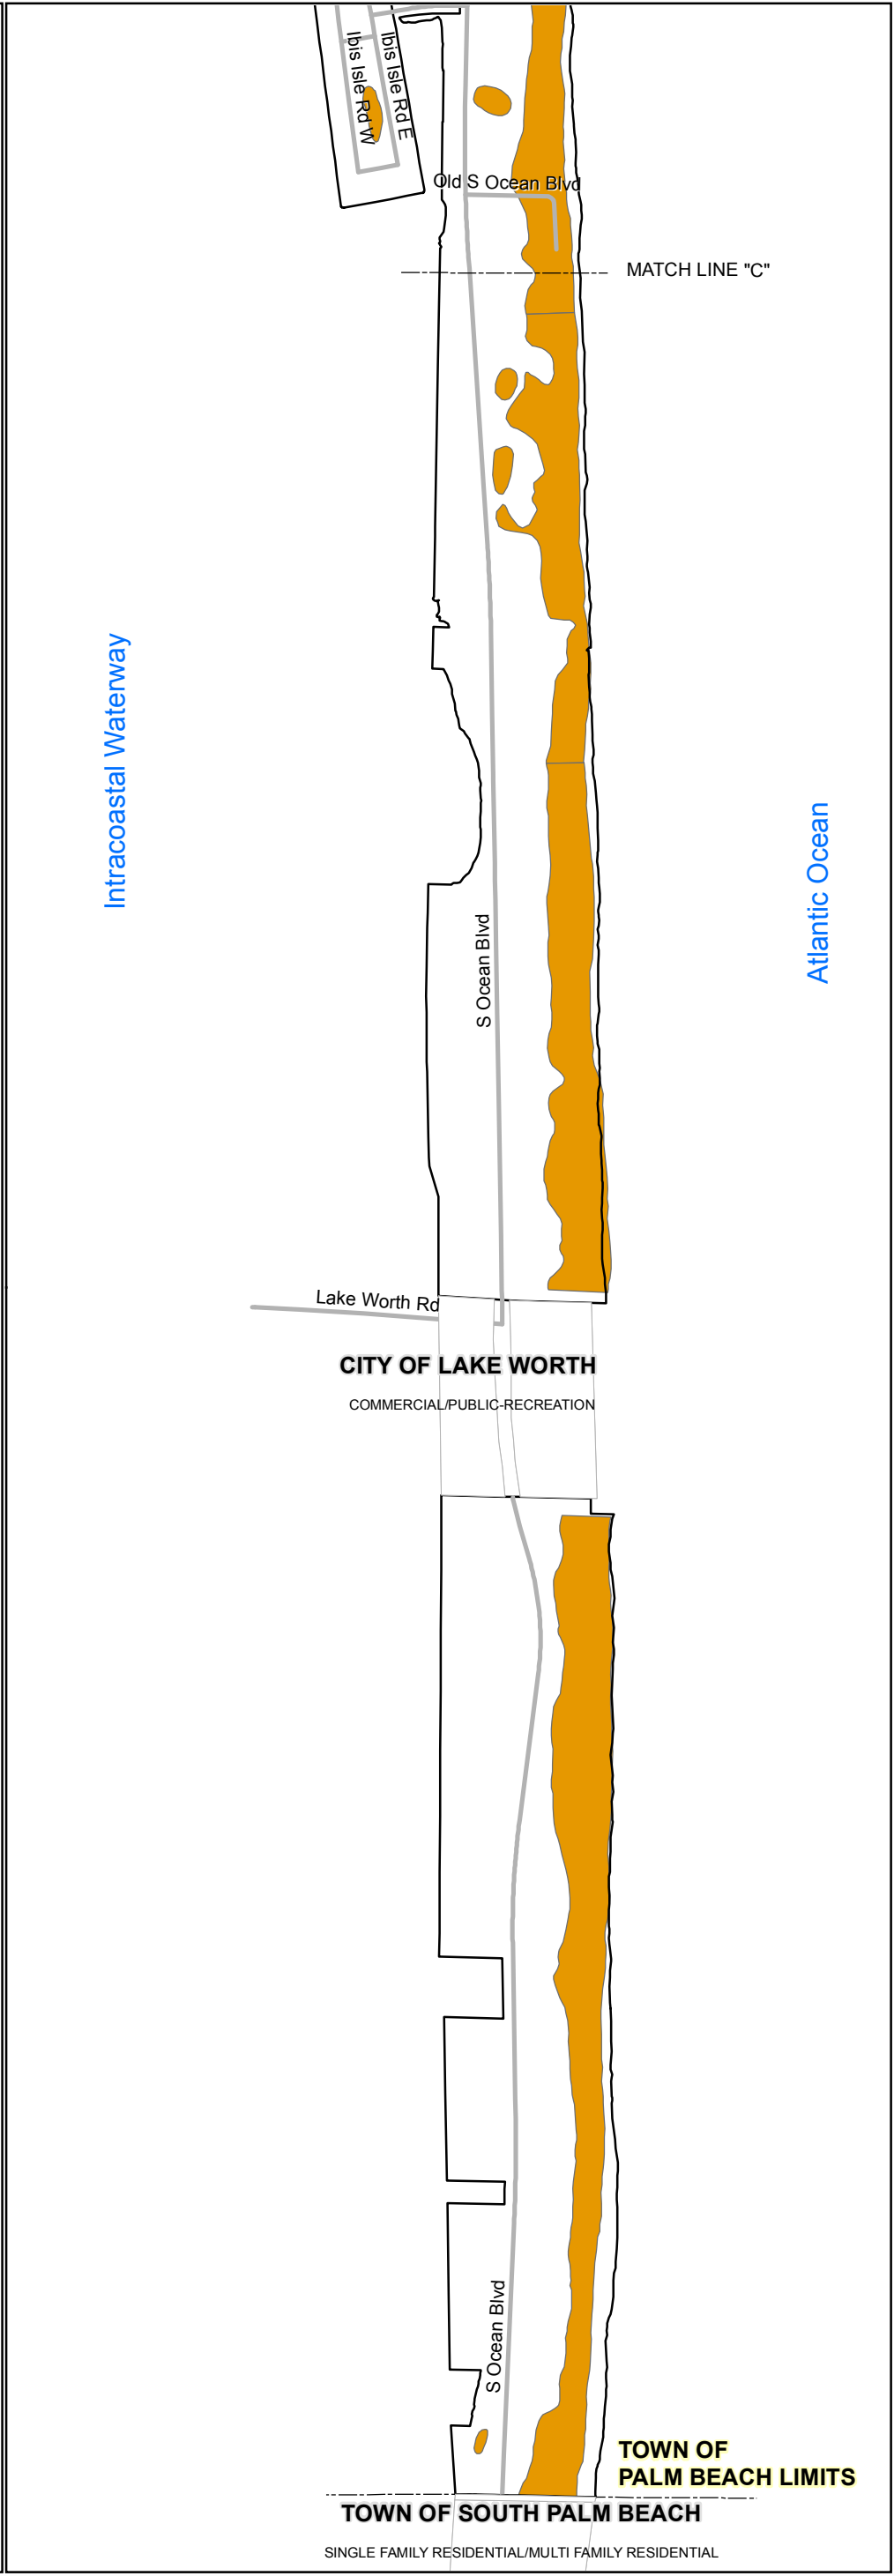 Ibis Isle Rd W
Ibis Isle Rd E
Old S Ocean Blvd
MATCH LINE "C"
Intracoastal Waterway
Atlantic Ocean
S Ocean Blvd
Lake Worth Rd
CITY OF LAKE WORTH
COMMERCIAL/PUBLIC-RECREATION
S Ocean Blvd
TOWN OF
PALM BEACH LIMITS
TOWN OF SOUTH PALM BEACH
SINGLE FAMILY RESIDENTIAL/MULTI FAMILY RESIDENTIAL